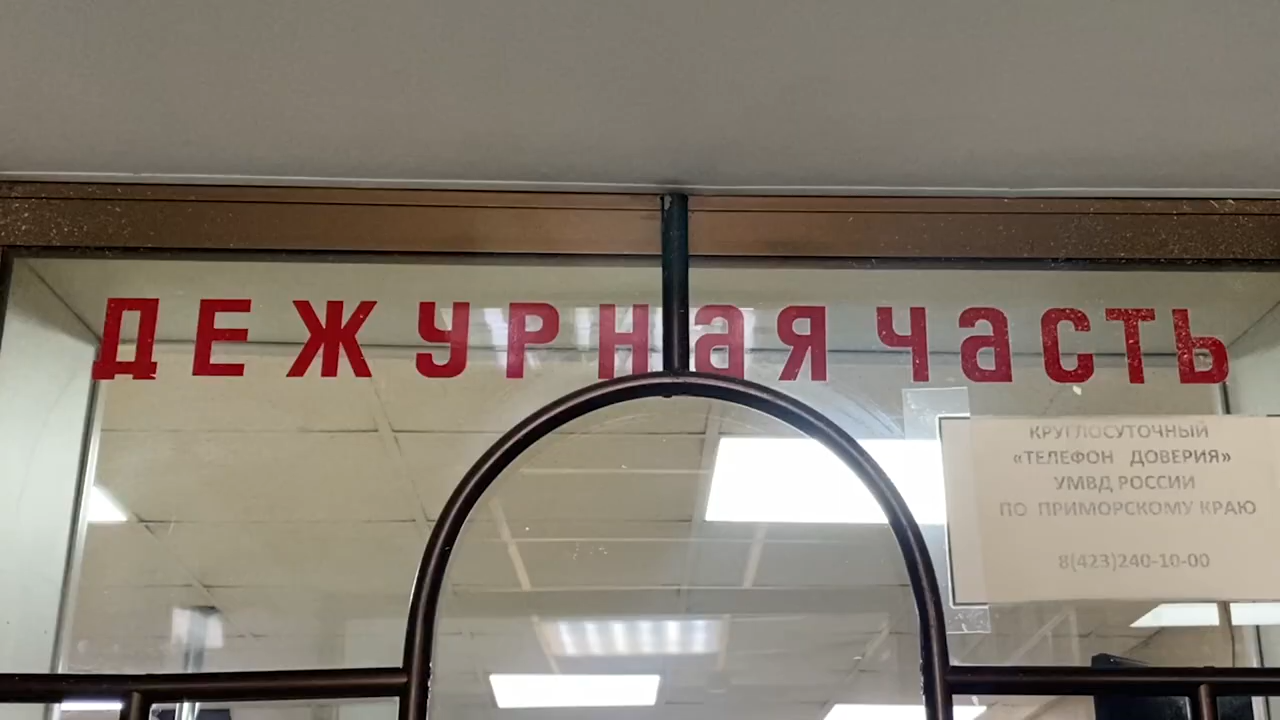 ДЕЖУРНАЯ ЧАСТЬ
КРУГЛОСУТОЧНЫЙ
«ТЕЛЕФОН ДОВЕРИЯ»
УМВД РОССИИ
ПО ПРИМОРСКОМУ КРАЮ
8(423)240-10-00